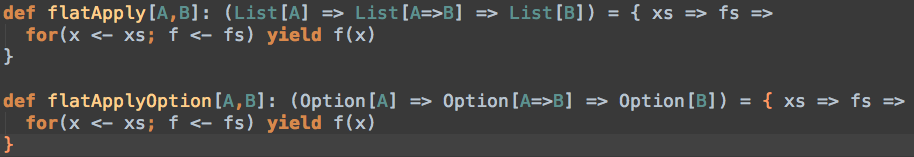 def flatApply[A,B]: (List[A] => List[A=>B] => List[B]) = { xs => fs =>
  for(x <- xs; f <- fs) yield f(x)
}
def flatApplyOption[A,B]: (Option[A] => Option[A=>B] => Option[B]) = { xs => fs =>
  for(x <- xs; f <- fs) yield f(x)
}